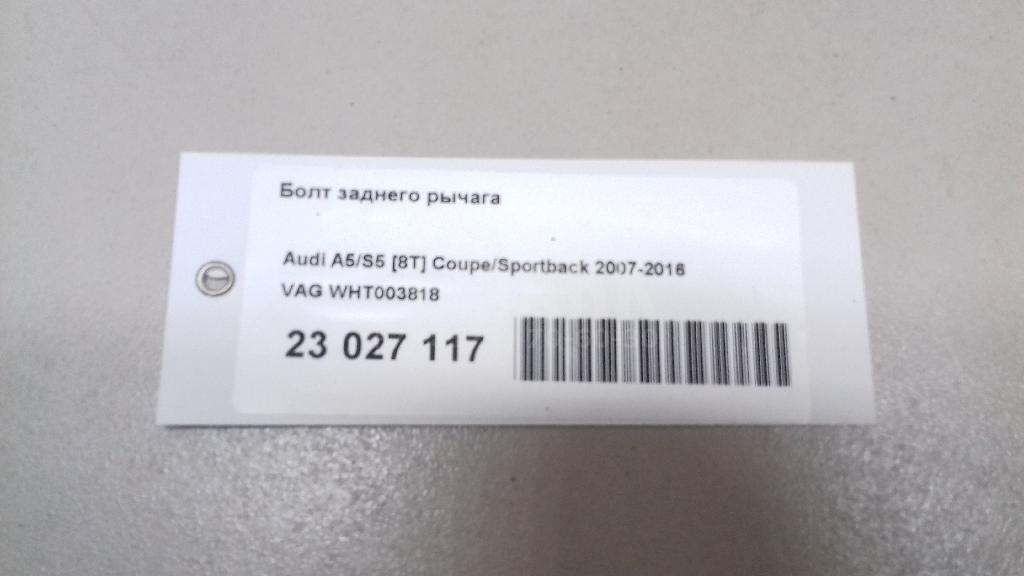 Болт заднего рычага
Audi A5/S5 [8T] Coupe/Sportback 2007-2016
VAG WHT003818
23 027 117